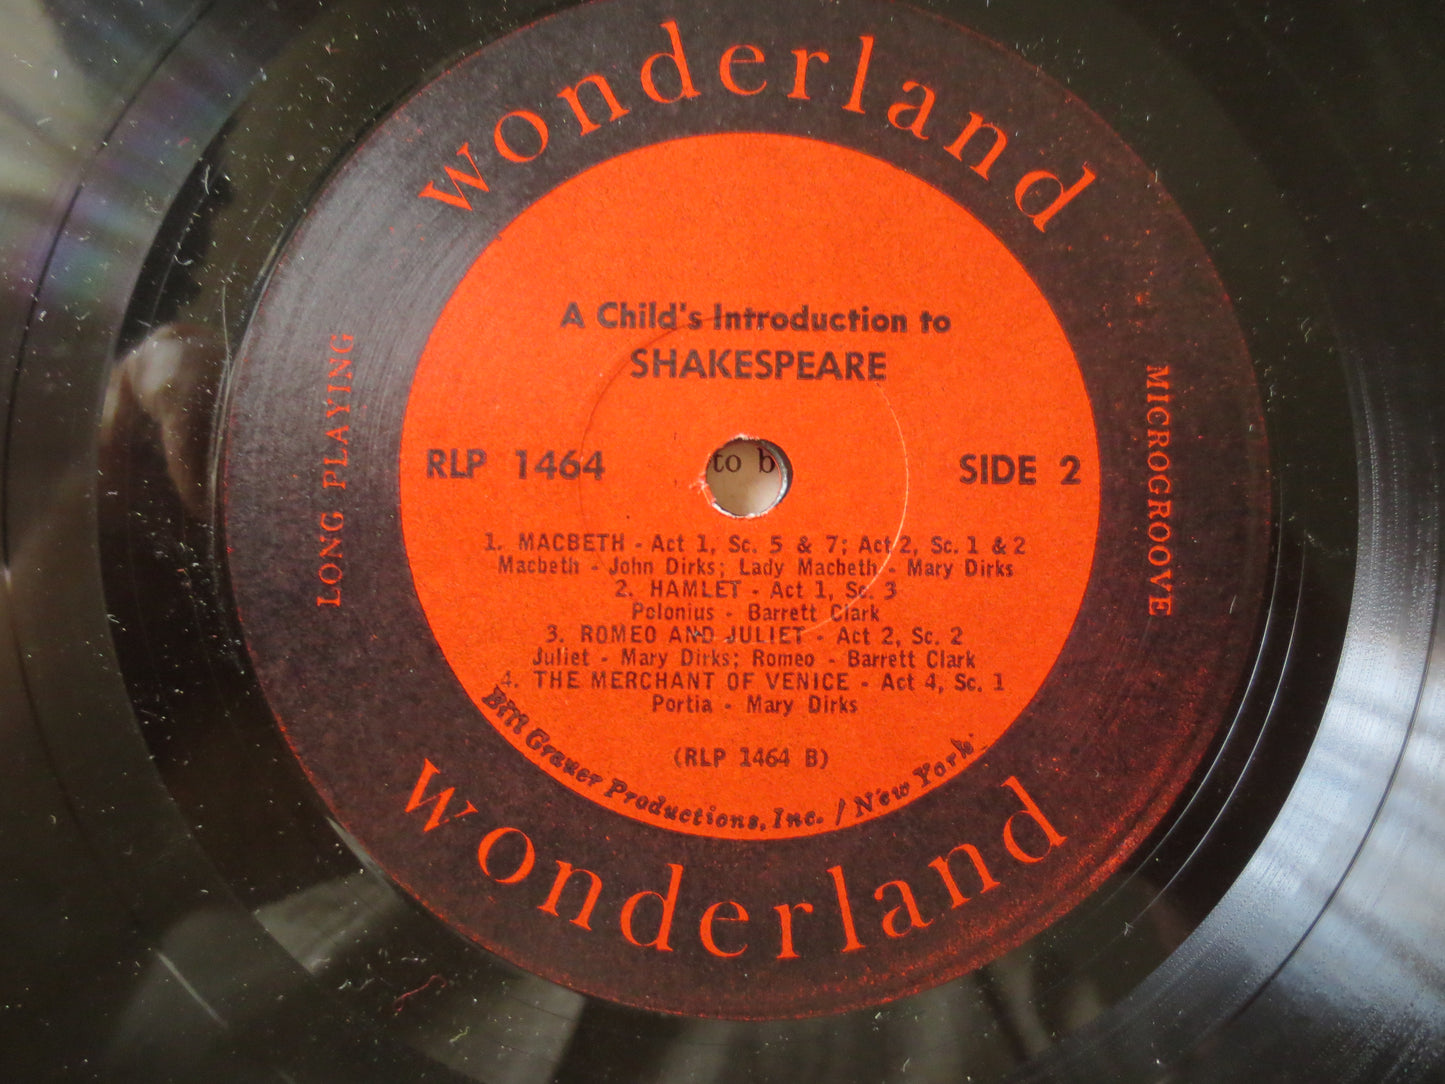 wonderland
A Child's Introduction to
SHAKESPEARE
LONG PLAYING
MICROGROOVE
RLP 1464
to b
SIDE 2
1. MACBETH - Act 1, Sc. 5 & 7; Act 2, Sc. 1 & 2
Macbeth - John Dirks; Lady Macbeth - Mary Dirks
2. HAMLET - Act 1, Sc. 3
Polonius - Barrett Clark
3. ROMEO AND JULIET - Act 2, Sc. 2
Juliet - Mary Dirks; Romeo - Barrett Clark
4. THE MERCHANT OF VENICE - Act 4, Sc. 1
Portia - Mary Dirks
(RLP 1464 B)
Bill Grauer Productions, Inc. / New York
wonderland